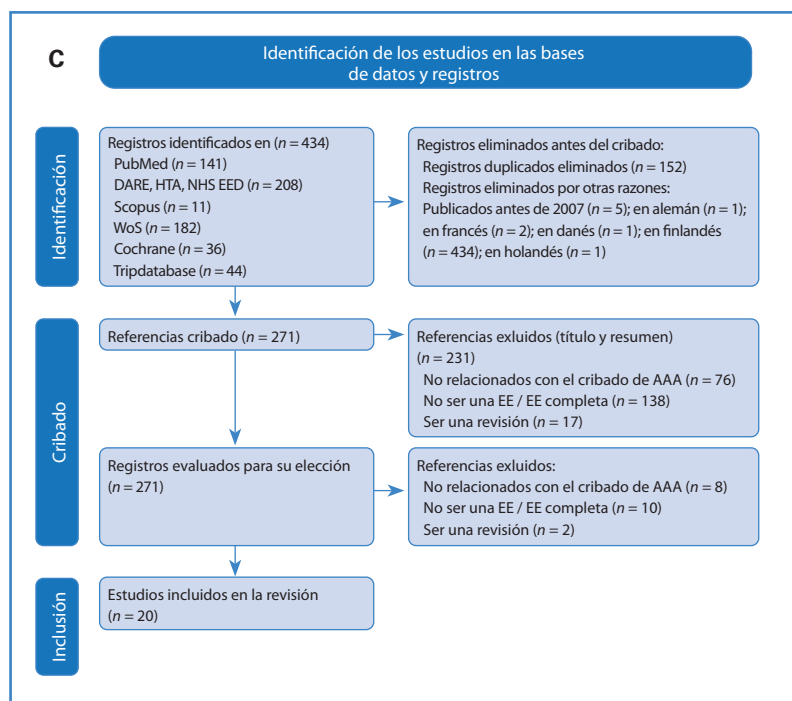 C
Identificación de los estudios en las bases
de datos y registros
Identificación
Registros identificados en (n = 434)
PubMed (n = 141)
DARE, HTA, NHS EED (n = 208)
Scopus (n = 11)
WoS (n = 182)
Cochrane (n = 36)
Tripdatabase (n = 44)
Registros eliminados antes del cribado:
Registros duplicados eliminados (n = 152)
Registros eliminados por otras razones:
Publicados antes de 2007 (n = 5); en alemán (n = 1);
en francés (n = 2); en danés (n = 1); en finlandés
(n = 434); en holandés (n = 1)
Cribado
Referencias cribado (n = 271)
Referencias exluidos (título y resumen)
(n = 231)
No relacionados con el cribado de AAA (n = 76)
No ser una EE / EE completa (n = 138)
Ser una revisión (n = 17)
Registros evaluados para su elección
(n = 271)
Referencias exluidos:
No relacionados con el cribado de AAA (n = 8)
No ser una EE / EE completa (n = 10)
Ser una revisión (n = 2)
Inclusión
Estudios incluidos en la revisión
(n = 20)